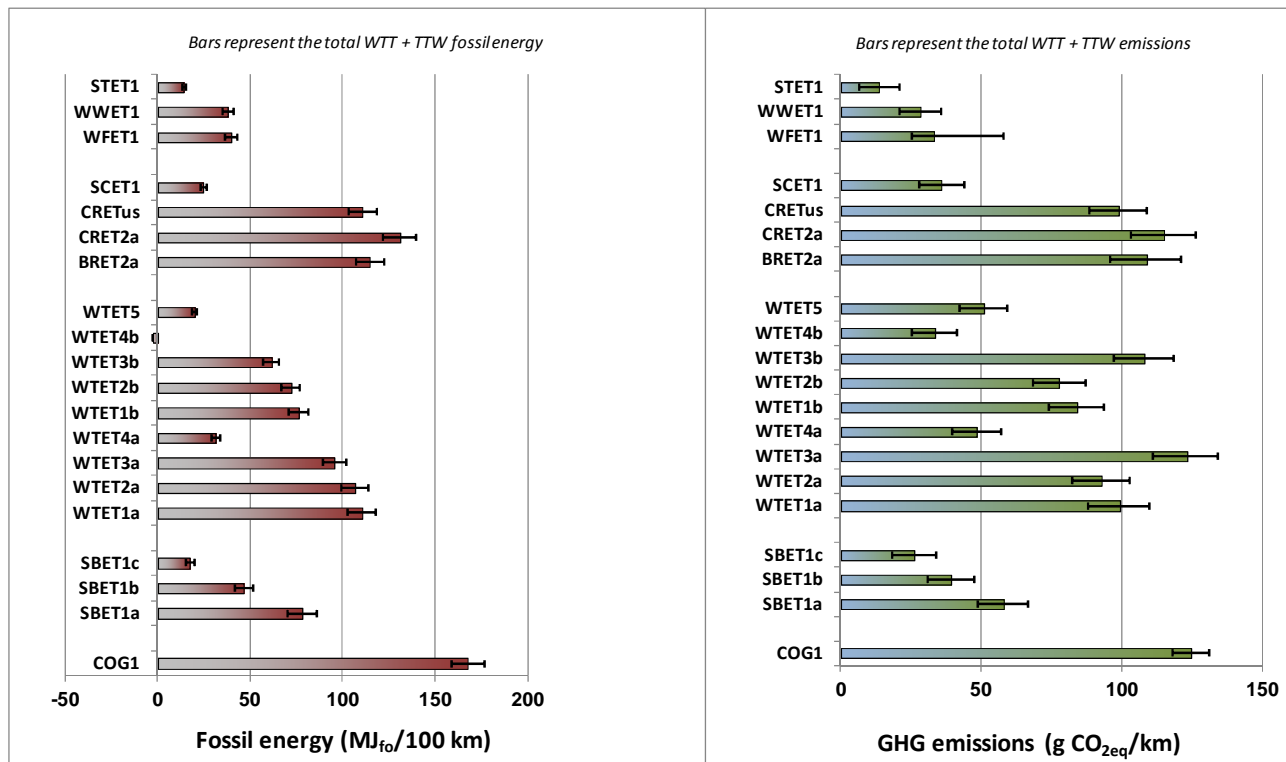 Bars represent the total WTT + TTW fossil energy
STET1
WWET1
WFET1
SCET1
CRETus
CRET2a
BRET2a
WTET5
WTET4b
WTET3b
WTET2b
WTET1b
WTET4a
WTET3a
WTET2a
WTET1a
SBET1c
SBET1b
SBET1a
COG1
-50 0 50 100 150 200
Fossil energy (MJfo/100 km)
Bars represent the total WTT + TTW emissions
STET1
WWET1
WFET1
SCET1
CRETus
CRET2a
BRET2a
WTET5
WTET4b
WTET3b
WTET2b
WTET1b
WTET4a
WTET3a
WTET2a
WTET1a
SBET1c
SBET1b
SBET1a
COG1
0 50 100 150
GHG emissions (g CO2eq/km)